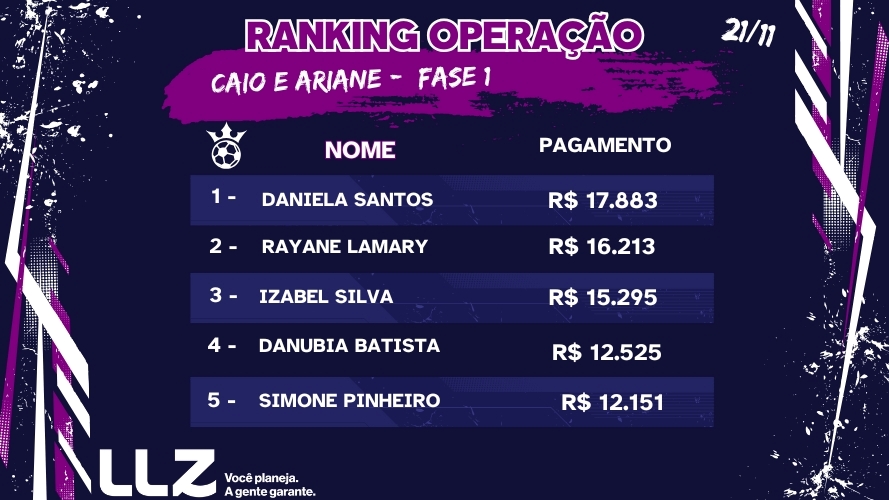 RANKING OPERAÇÃO
21/11
CAIO E ARIANE - FASE 1
NOME PAGAMENTO
1 - DANIELA SANTOS R$ 17.883
2 - RAYANE LAMARY R$ 16.213
3 - IZABEL SILVA R$ 15.295
4 - DANUBIA BATISTA R$ 12.525
5 - SIMONE PINHEIRO R$ 12.151
LLZ
Você planeja.
A gente garante.